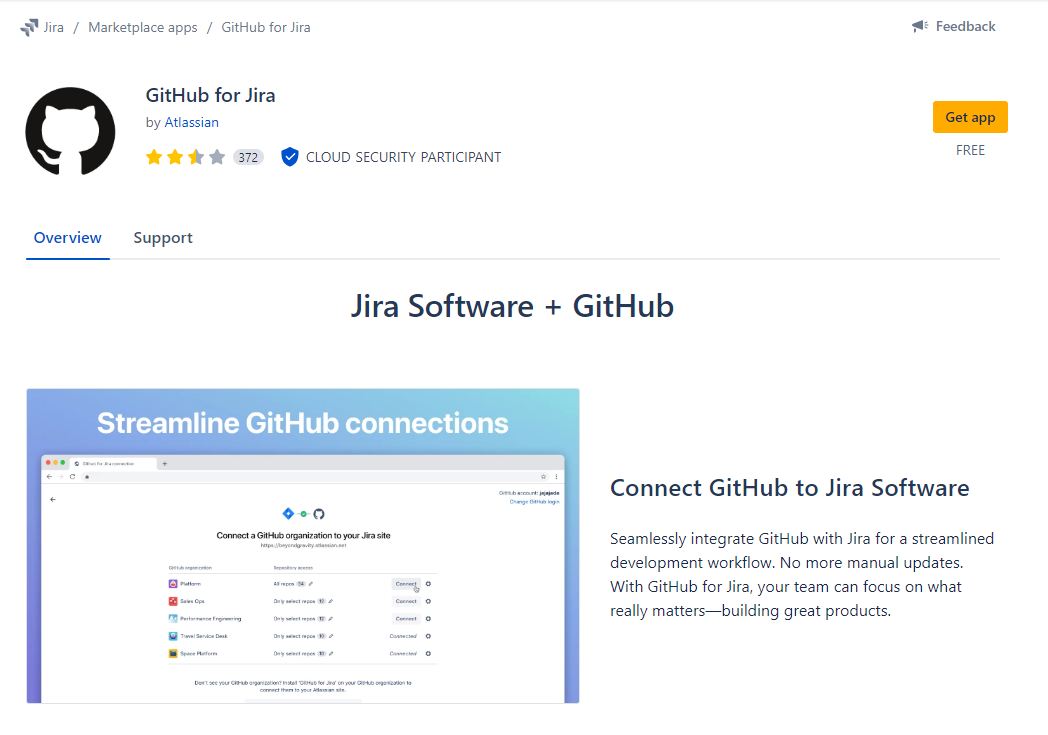 Jira / Marketplace apps / GitHub for Jira
Feedback
GitHub for Jira
by Atlassian
Get app
372 CLOUD SECURITY PARTICIPANT
FREE
Overview Support
Jira Software + GitHub
Streamline GitHub connections
GitHub for Jira connection
GitHub account: jajajade
Change GitHub login
Connect a GitHub organization to your Jira site
https://beyondgravity.atlassian.net
GitHub organization Repository access
Platform All repos 54 Connect
Sales Ops Only select repos Connect
Performance Engineering Only select repos 12 Connect
Travel Service Desk Only select repos Connected
Space Platform Only select repos Connected
Don't see your GitHub organization? Install 'GitHub for Jira' on your GitHub organization to
connect them to your Atlassian site.
Connect GitHub to Jira Software
Seamlessly integrate GitHub with Jira for a streamlined
development workflow. No more manual updates.
With GitHub for Jira, your team can focus on what
really matters—building great products.